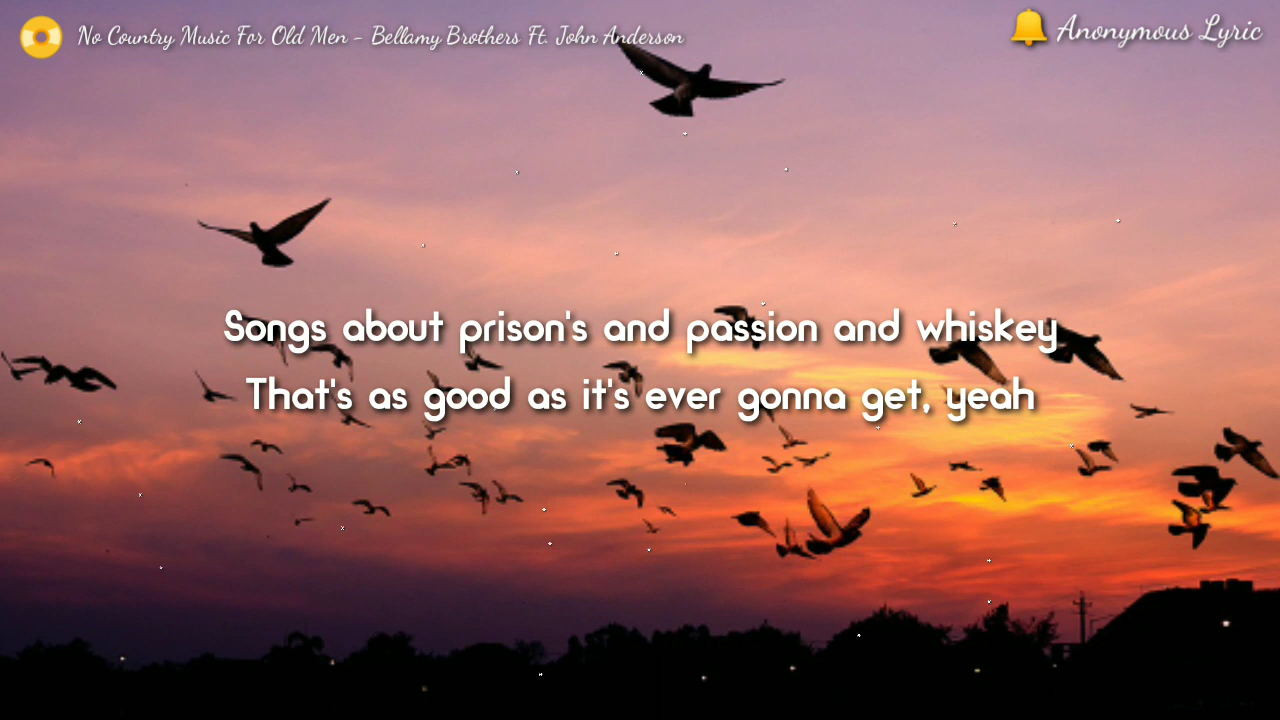 No Country Music For Old Men - Bellamy Brothers Ft. John Anderson
Anonymous Lyric
Songs about prison's and passion and whiskey
That's as good as it's ever gonna get, yeah